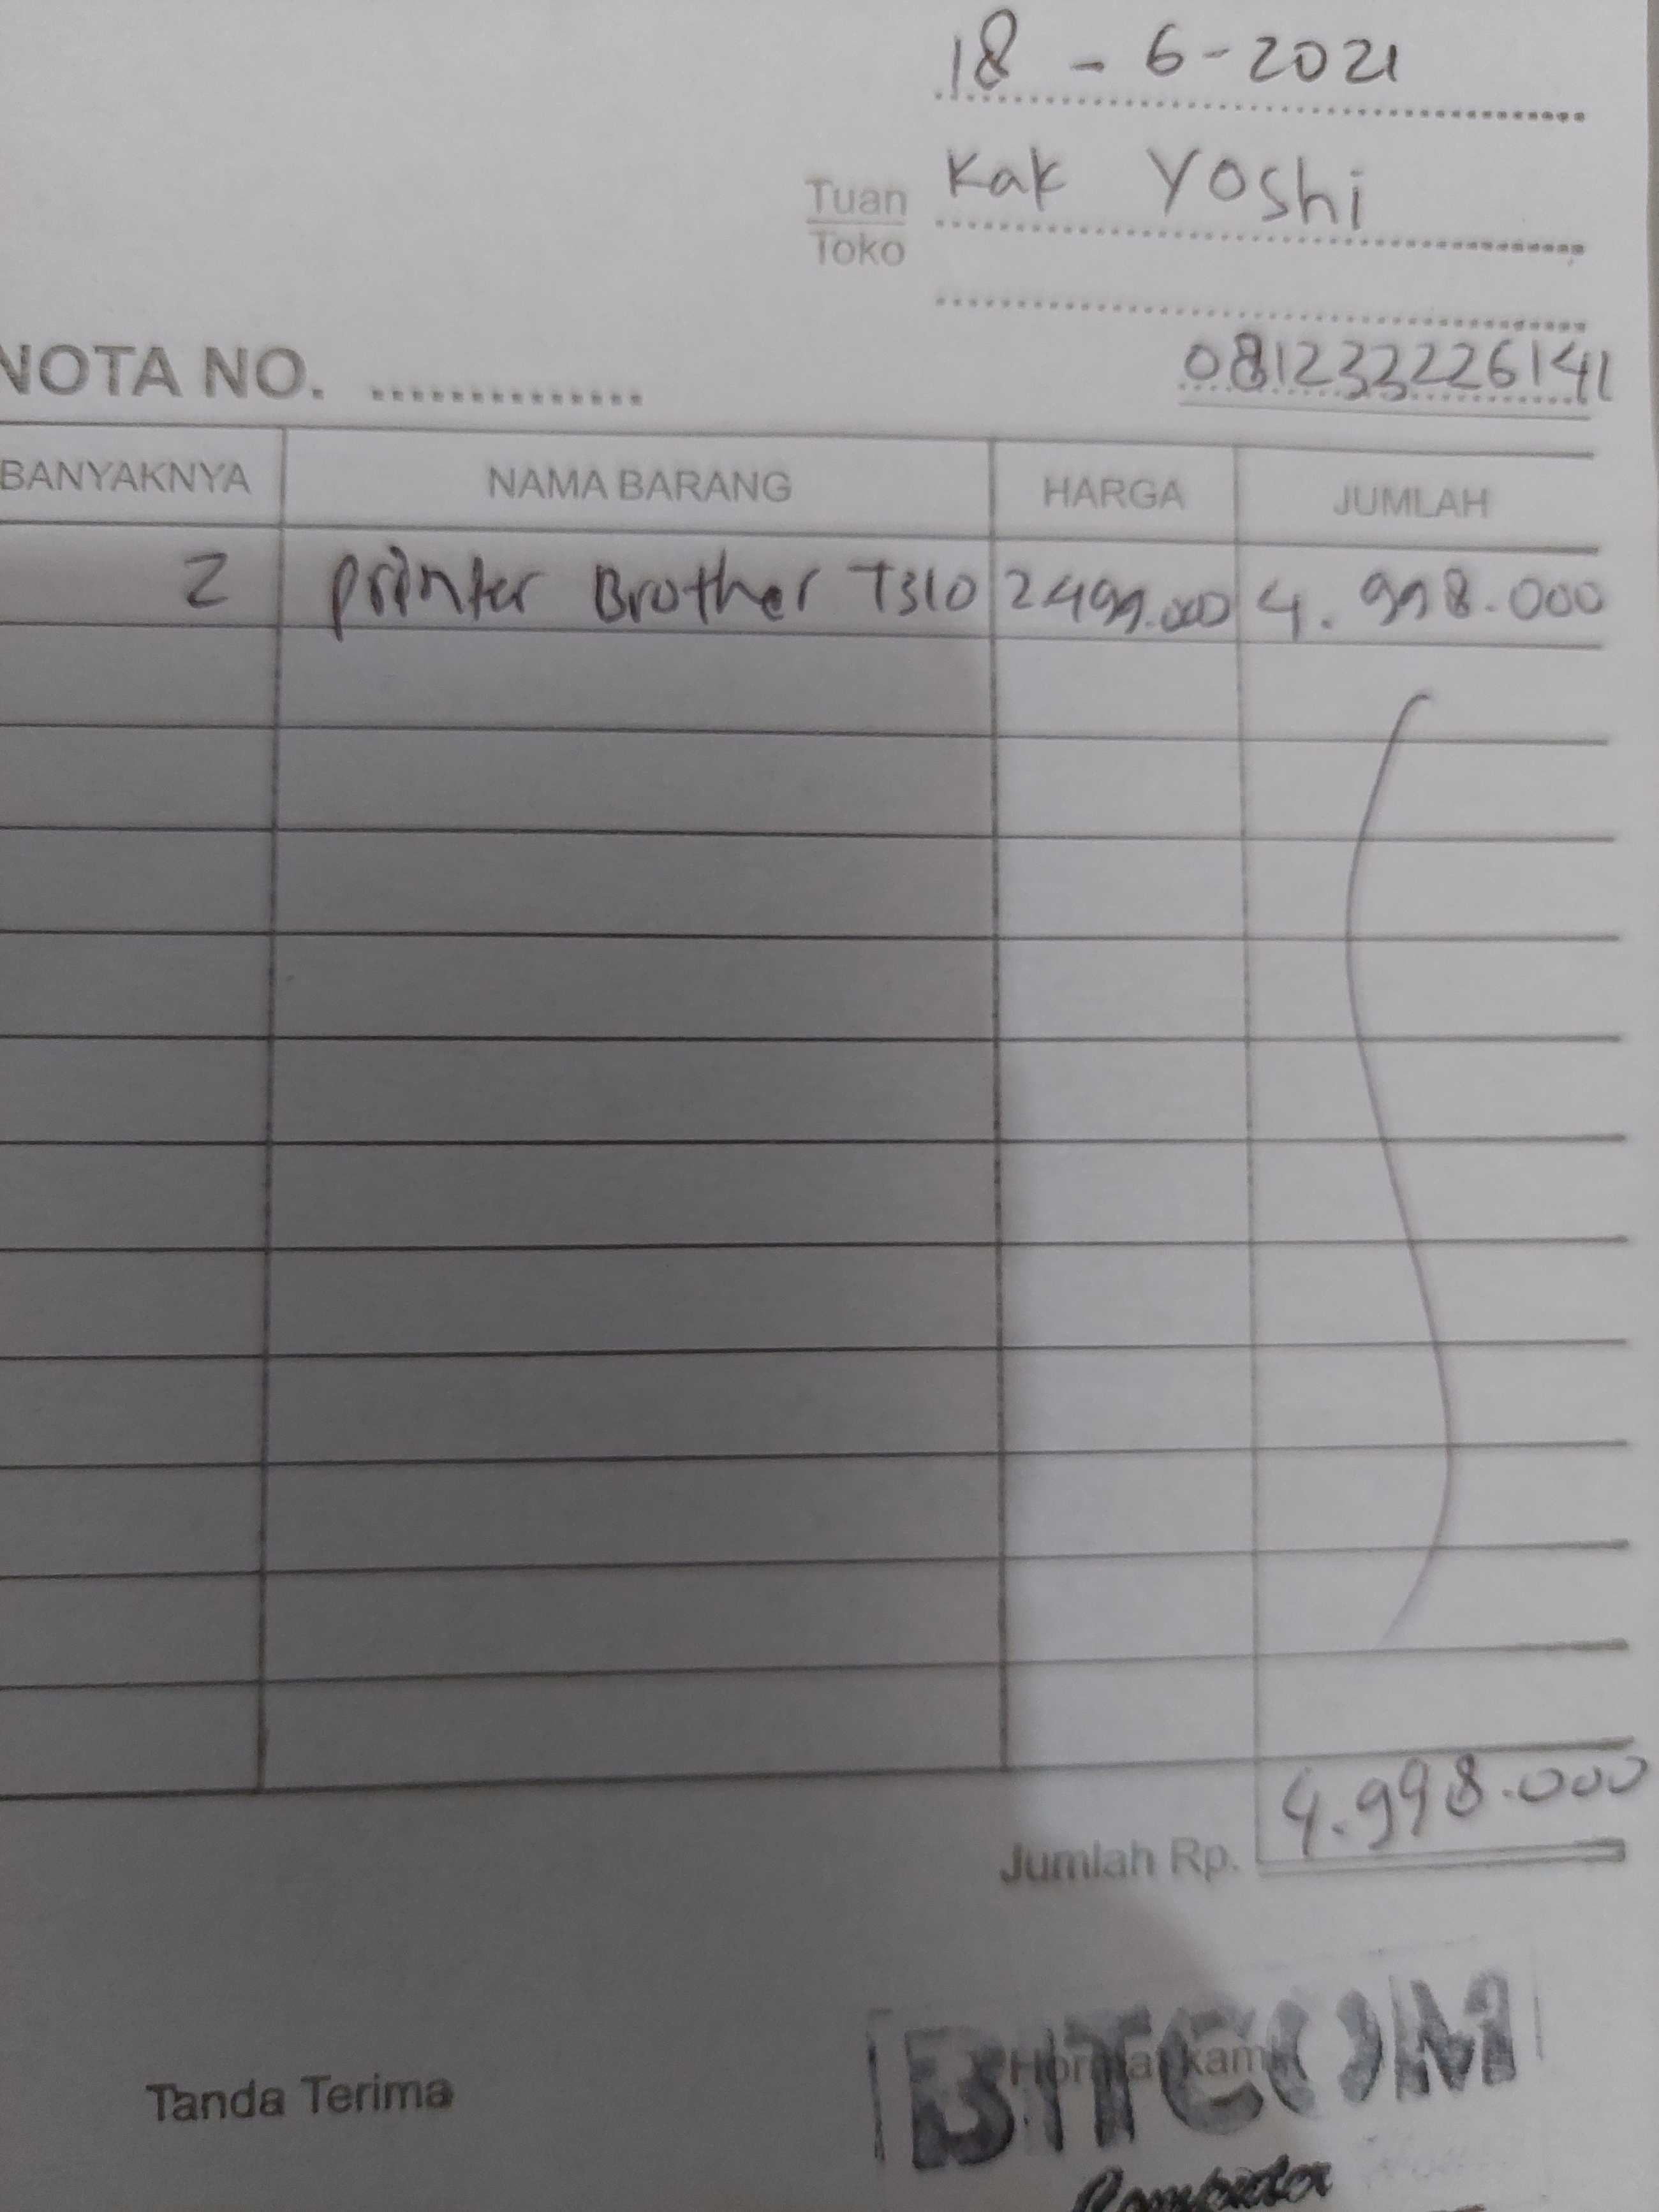 18 - 6 - 2021
Tuan Kak Yoshi
Toko
NOTA NO. ..............
081233226141
BANYAKNYA NAMA BARANG HARGA JUMLAH
2 printer Brother T310 2499.000 4.998.000
Jumlah Rp. 4.998.000
Tanda Terima Hormat kami
BITCOM
Computer